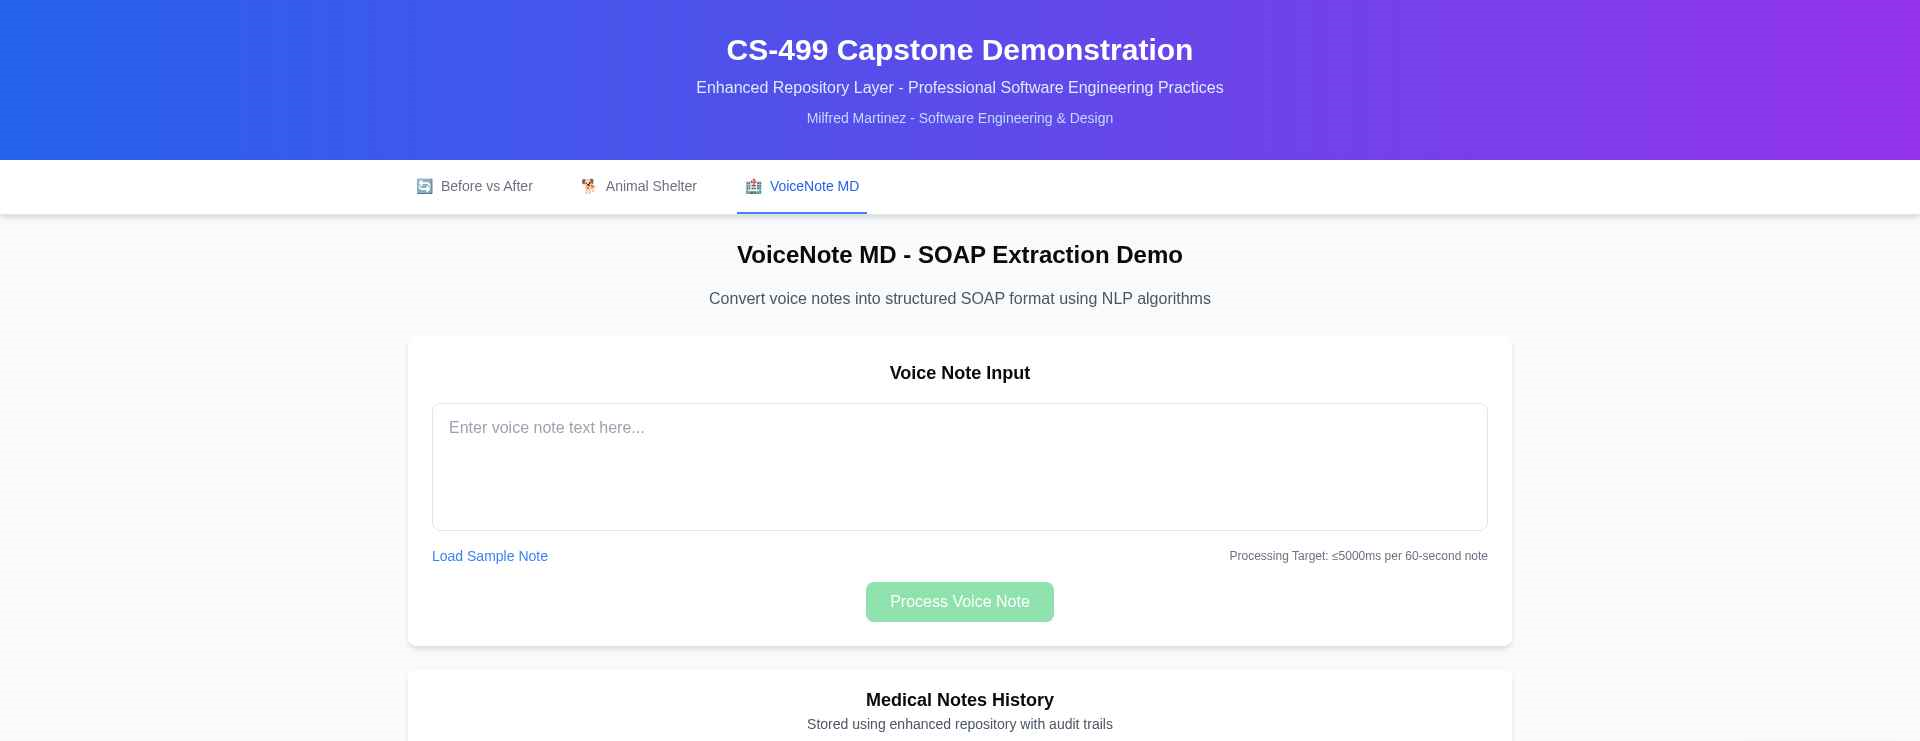 CS-499 Capstone Demonstration
Enhanced Repository Layer - Professional Software Engineering Practices
Milfred Martinez - Software Engineering & Design
Before vs After
Animal Shelter
VoiceNote MD
VoiceNote MD - SOAP Extraction Demo
Convert voice notes into structured SOAP format using NLP algorithms
Voice Note Input
Enter voice note text here...
Load Sample Note
Processing Target: ≤5000ms per 60-second note
Process Voice Note
Medical Notes History
Stored using enhanced repository with audit trails